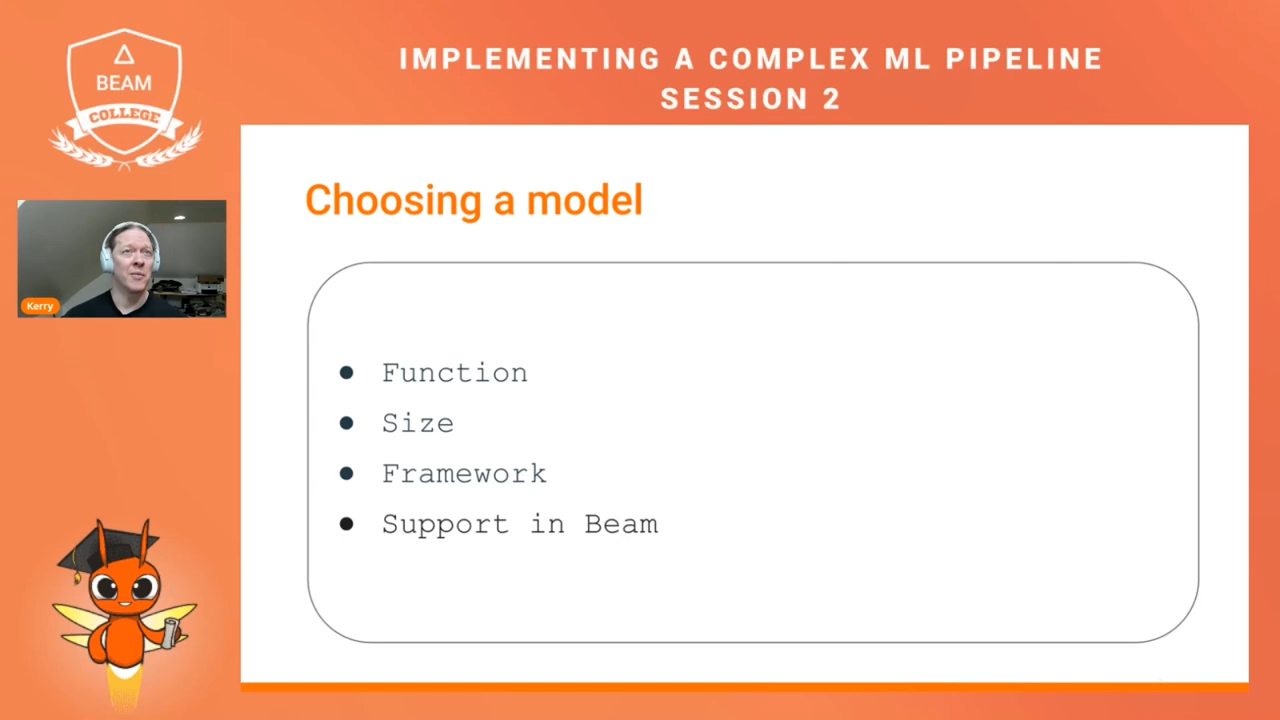 BEAM
COLLEGE
IMPLEMENTING A COMPLEX ML PIPELINE
SESSION 2
Kerry
Choosing a model
● Function
● Size
● Framework
● Support in Beam